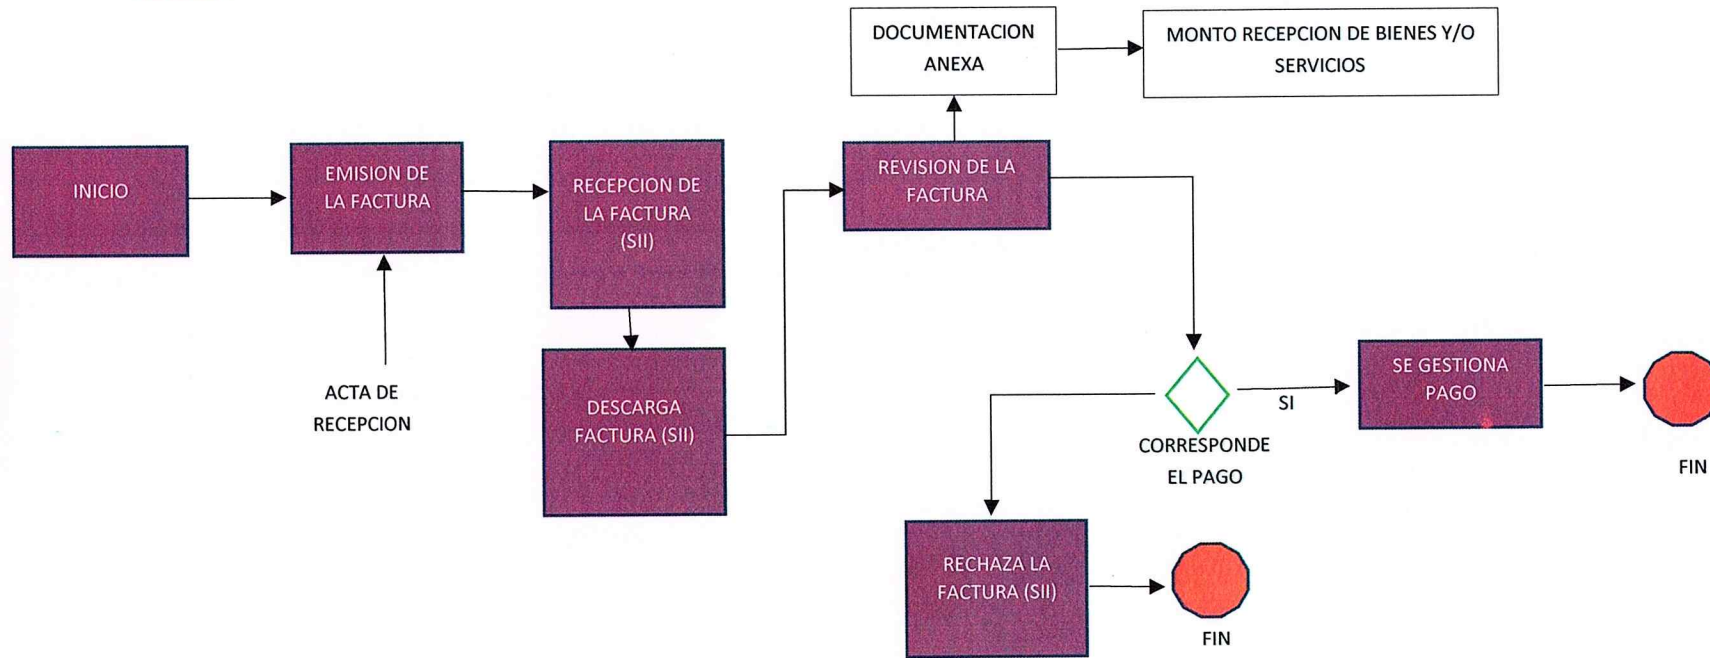 DOCUMENTACION
ANEXA
MONTO RECEPCION DE BIENES Y/O
SERVICIOS
INICIO
EMISION DE
LA FACTURA
RECEPCION DE
LA FACTURA
(SII)
REVISION DE LA
FACTURA
ACTA DE
RECEPCION
DESCARGA
FACTURA (SII)
CORRESPONDE
EL PAGO
SI
SE GESTIONA
PAGO
FIN
RECHAZA LA
FACTURA (SII)
FIN